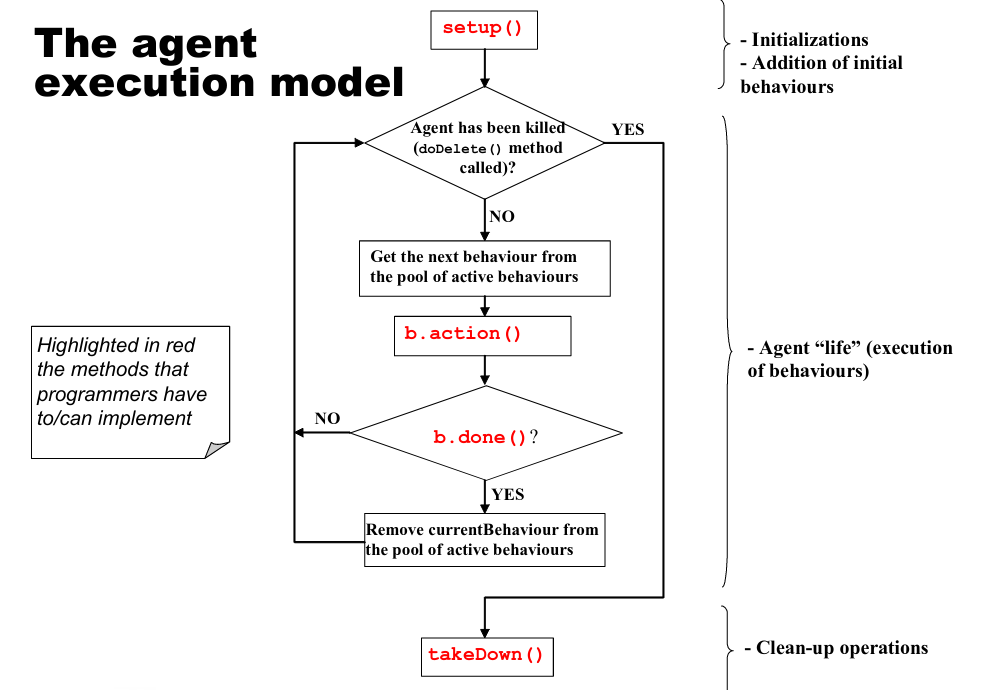 The agent
execution model
setup()
- Initializations
- Addition of initial
behaviours
Agent has been killed
(doDelete() method
called)?
YES
NO
Get the next behaviour from
the pool of active behaviours
b.action()
Highlighted in red
the methods that
programmers have
to/can implement
- Agent “life” (execution
of behaviours)
NO
b.done()?
YES
Remove currentBehaviour from
the pool of active behaviours
takeDown()
- Clean-up operations